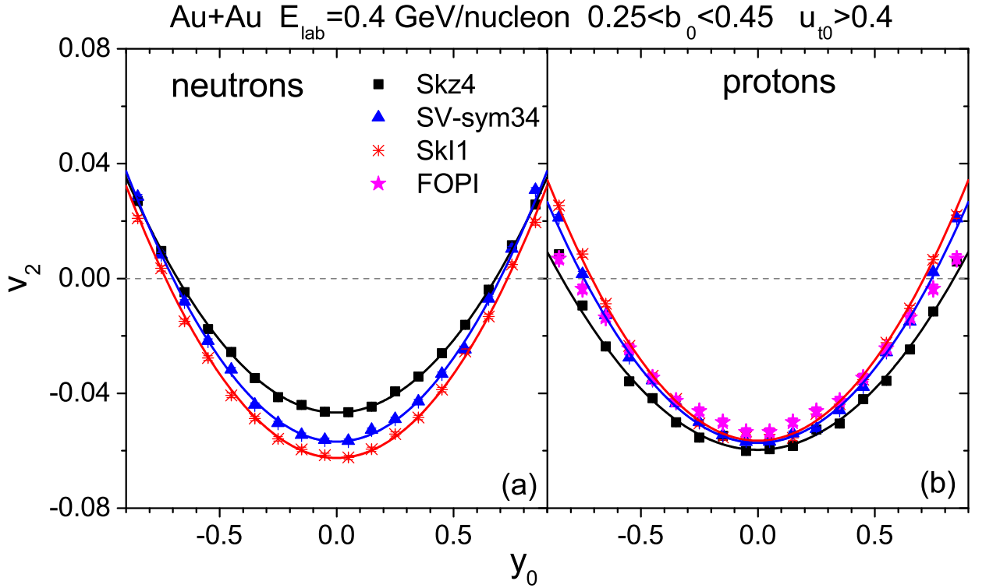 Au+Au E_lab=0.4 GeV/nucleon 0.25<b_0<0.45 u_t0>0.4
neutrons
Skz4
SV-sym34
SkI1
FOPI
protons
0.08
0.04
0.00
-0.04
-0.08
v_2
(a)
(b)
-0.5
0.0
0.5
-0.5
0.0
0.5
y_0